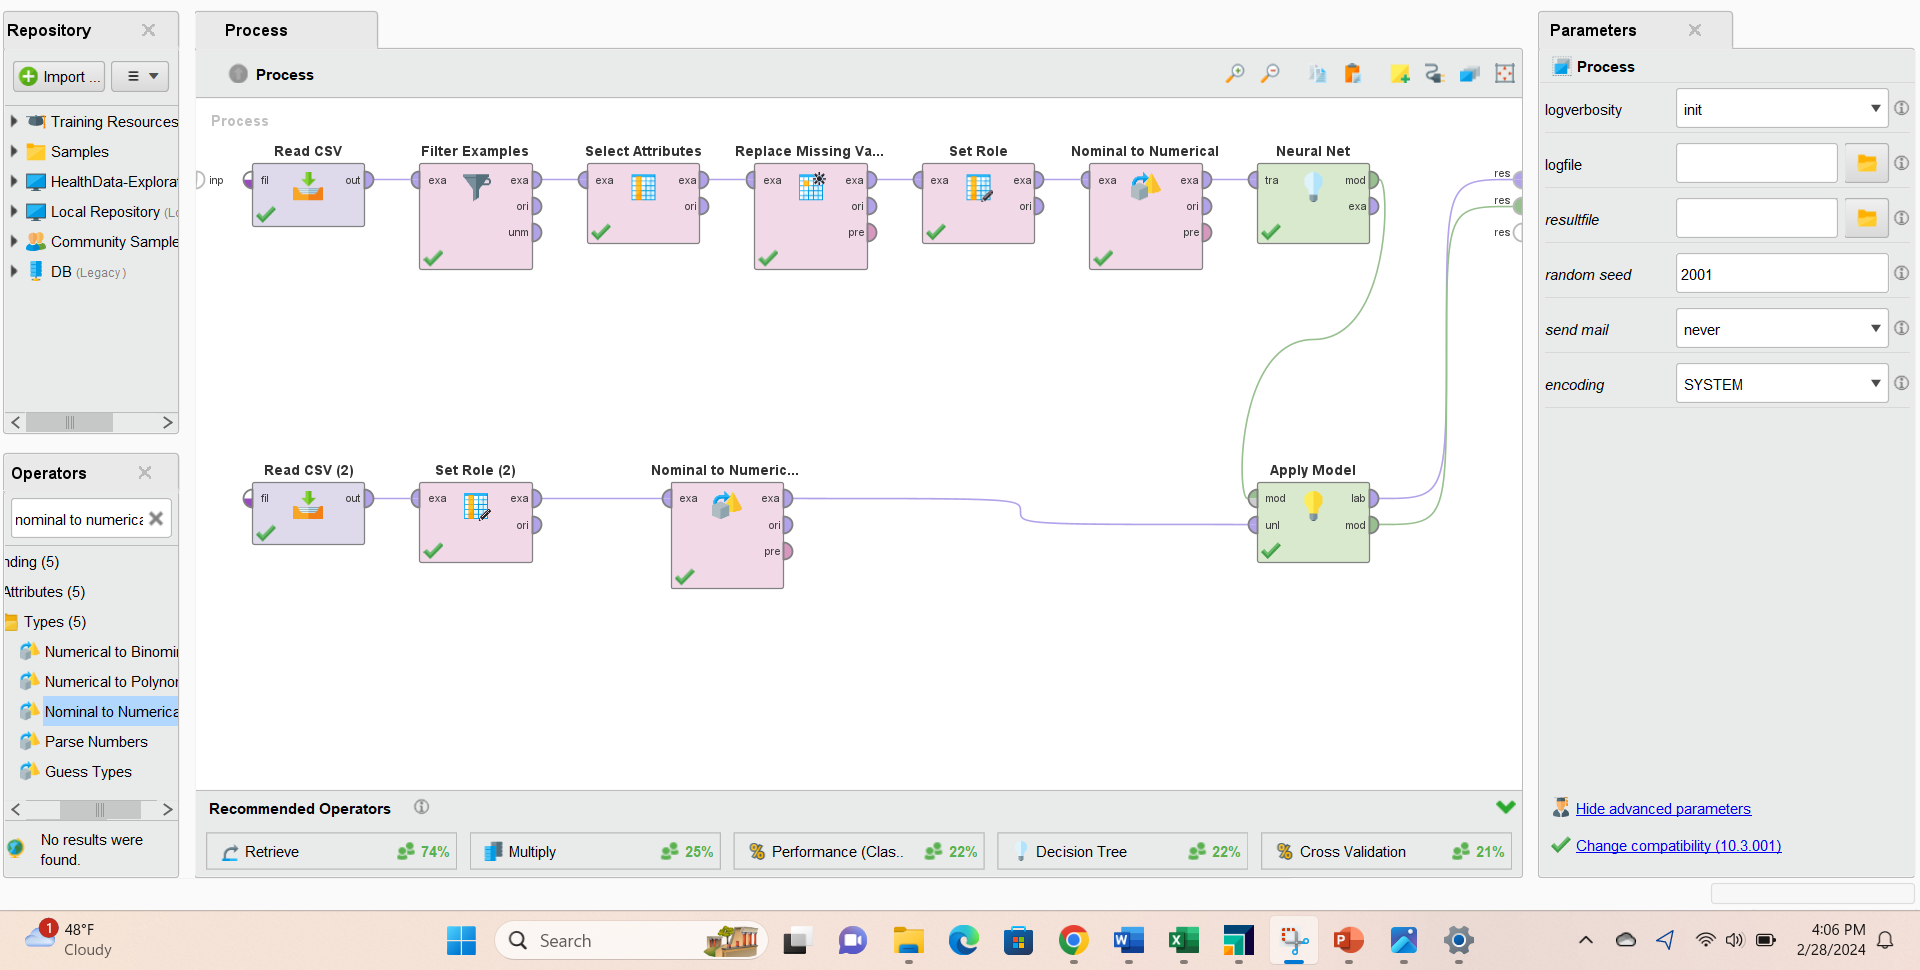 Repository
Import ...
Training Resources
Samples
HealthData-Explora
Local Repository (Lo
Community Sample
DB (Legacy)
Operators
nominal to numerica
nding (5)
Attributes (5)
Types (5)
Numerical to Binomi
Numerical to Polynor
Nominal to Numerica
Parse Numbers
Guess Types
No results were
found.
Process
Process
Process
Read CSV
Filter Examples
Select Attributes
Replace Missing Va...
Set Role
Nominal to Numerical
Neural Net
inp
fil
out
exa
exa
ori
unm
exa
exa
ori
exa
exa
ori
pre
exa
exa
ori
exa
exa
ori
pre
tra
mod
exa
res
res
res
Read CSV (2)
Set Role (2)
Nominal to Numeric...
Apply Model
fil
out
exa
exa
ori
exa
exa
ori
pre
mod
lab
unl
mod
Recommended Operators
Retrieve
74%
Multiply
25%
Performance (Clas..
22%
Decision Tree
22%
Cross Validation
21%
Parameters
Process
logverbosity
init
logfile
resultfile
random seed
2001
send mail
never
encoding
SYSTEM
Hide advanced parameters
Change compatibility (10.3.001)
1
48°F
Cloudy
Search
4:06 PM
2/28/2024